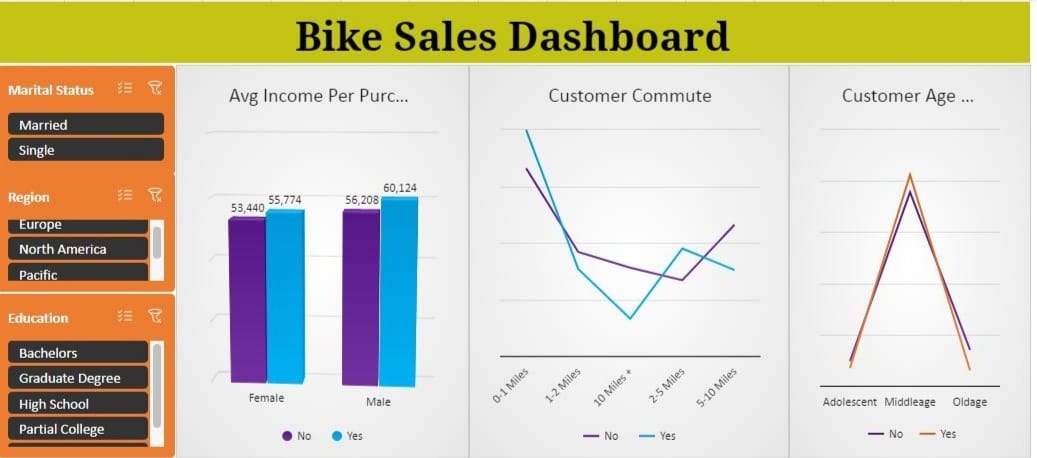 Bike Sales Dashboard
Marital Status
Married
Single
Region
Europe
North America
Pacific
Education
Bachelors
Graduate Degree
High School
Partial College
Avg Income Per Purc...
53,440
55,774
56,208
60,124
Female
Male
No
Yes
Customer Commute
0-1 Miles
1-2 Miles
10 Miles +
2-5 Miles
5-10 Miles
No
Yes
Customer Age ...
Adolescent
Middleage
Oldage
No
Yes